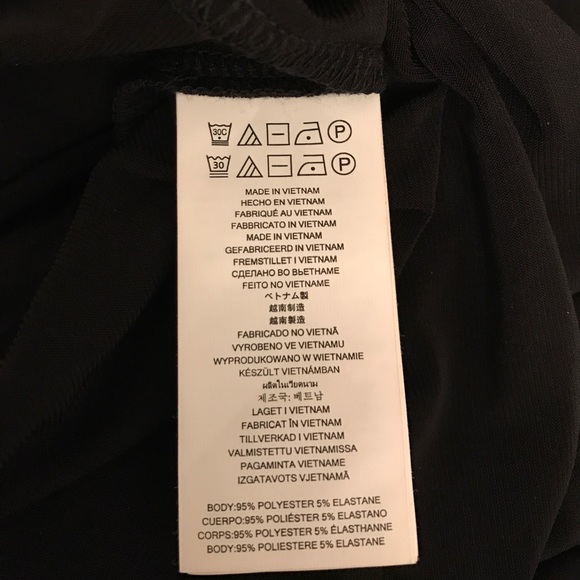 30C P
30 P
MADE IN VIETNAM
HECHO EN VIETNAM
FABRIQUÉ AU VIETNAM
FABBRICATO IN VIETNAM
MADE IN VIETNAM
GEFABRICEERD IN VIETNAM
FREMSTILLET I VIETNAM
СДЕЛАНО ВО ВЬЕТНАМЕ
FEITO NO VIETNAME
ベトナム製
越南制造
越南製造
FABRICADO NO VIETNÃ
VYROBENO VE VIETNAMU
WYPRODUKOWANO W WIETNAMIE
KÉSZÜLT VIETNÁMBAN
ผลิตในเวียดนาม
제조국: 베트남
LAGET I VIETNAM
FABRICAT ÎN VIETNAM
TILLVERKAD I VIETNAM
VALMISTETTU VIETNAMISSA
PAGAMINTA VIETNAME
IZGATAVOTS VJETNAMĀ
BODY:95% POLYESTER 5% ELASTANE
CUERPO:95% POLIÉSTER 5% ELASTANO
CORPS:95% POLYESTER 5% ÉLASTHANNE
BODY:95% POLIESTERE 5% ELASTANE